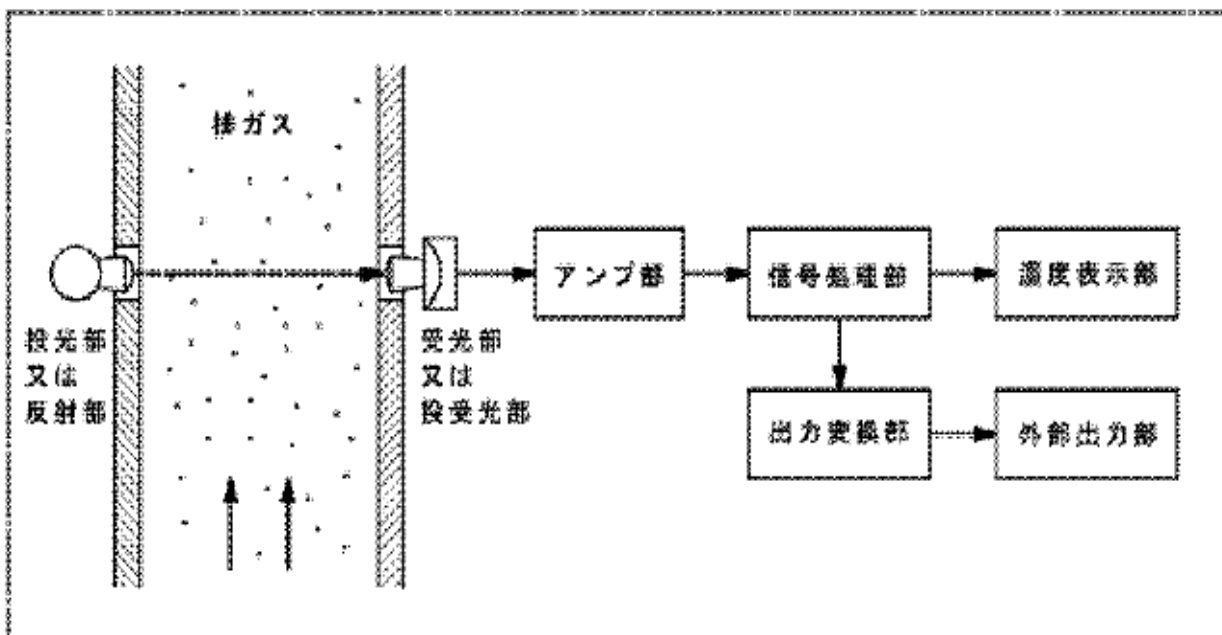 排ガス
投光部
又は
反射部
受光部
又は
投受光部
アンプ部
信号処理部
濃度表示部
出力変換部
外部出力部